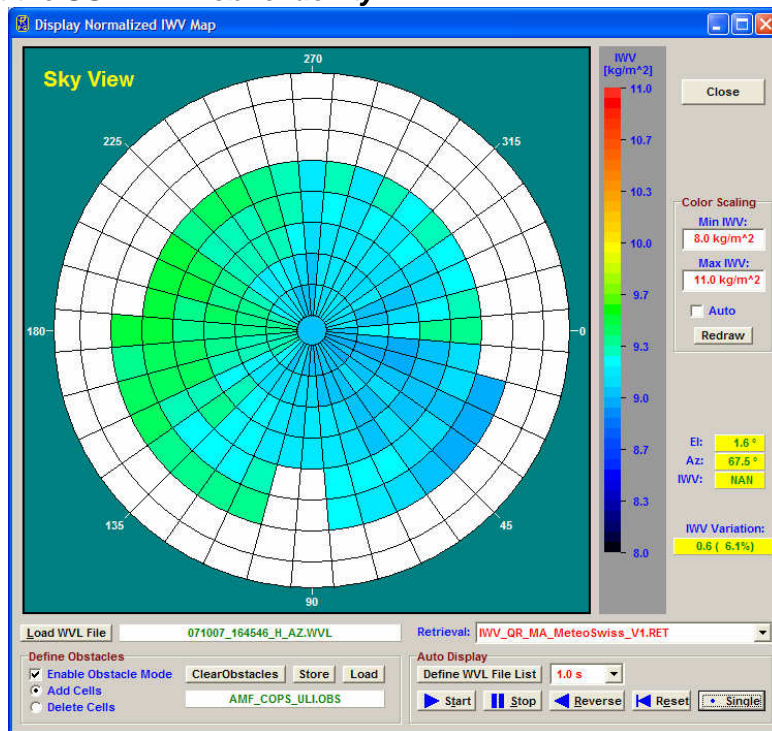 Display Normalized IWV Map
Sky View
270
225
315
180
0
135
45
90
IWV
[kg/m^2]
11.0
10.7
10.3
10.0
9.7
9.3
9.0
8.7
8.3
8.0
Close
Color Scaling
Min IWV:
8.0 kg/m^2
Max IWV:
11.0 kg/m^2
Auto
Redraw
El: 1.6 °
Az: 67.5 °
IWV: NAN
IWV Variation:
0.6 ( 6.1%)
Load WVL File 071007_164546_H_AZ.WVL Retrieval: IWV_QR_MA_MeteoSwiss_V1.RET
Define Obstacles
Enable Obstacle Mode ClearObstacles Store Load
Add Cells
AMF_COPS_ULI.OBS
Delete Cells
Auto Display
Define WVL File List 1.0 s
Start Stop Reverse Reset Single